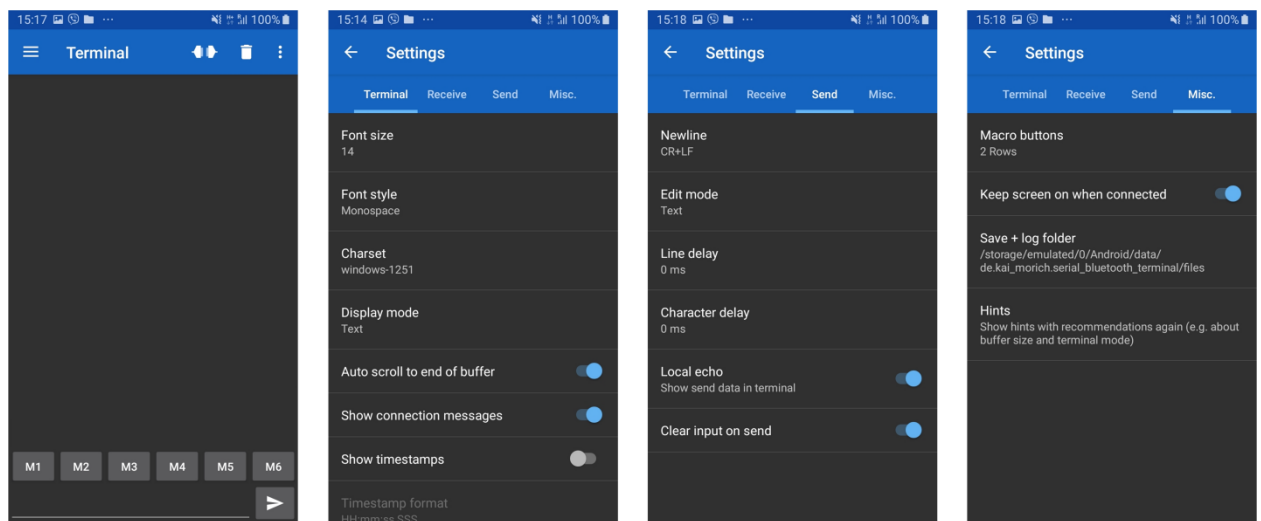 15:17 ··· 100%
Terminal
M1 M2 M3 M4 M5 M6
15:14 ··· 100%
Settings
Terminal Receive Send Misc.
Font size
14
Font style
Monospace
Charset
windows-1251
Display mode
Text
Auto scroll to end of buffer
Show connection messages
Show timestamps
Timestamp format
HH:mm:ss.SSS
15:18 ··· 100%
Settings
Terminal Receive Send Misc.
Newline
CR+LF
Edit mode
Text
Line delay
0 ms
Character delay
0 ms
Local echo
Show send data in terminal
Clear input on send
15:18 ··· 100%
Settings
Terminal Receive Send Misc.
Macro buttons
2 Rows
Keep screen on when connected
Save + log folder
/storage/emulated/0/Android/data/
de.kai_morich.serial_bluetooth_terminal/files
Hints
Show hints with recommendations again (e.g. about
buffer size and terminal mode)